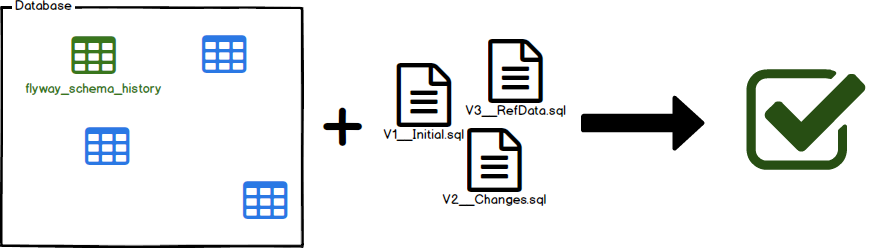 Database
flyway_schema_history
V3__RefData.sql
V1__Initial.sql
V2__Changes.sql